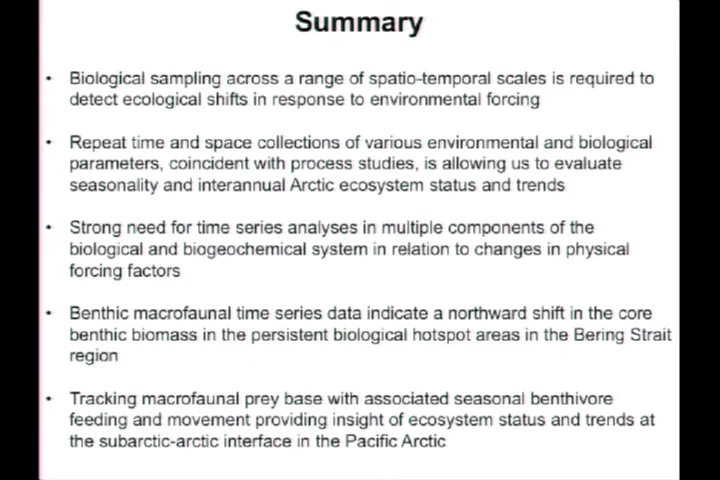 Summary
• Biological sampling across a range of spatio-temporal scales is required to
detect ecological shifts in response to environmental forcing
• Repeat time and space collections of various environmental and biological
parameters, coincident with process studies, is allowing us to evaluate
seasonality and interannual Arctic ecosystem status and trends
• Strong need for time series analyses in multiple components of the
biological and biogeochemical system in relation to changes in physical
forcing factors
• Benthic macrofaunal time series data indicate a northward shift in the core
benthic biomass in the persistent biological hotspot areas in the Bering Strait
region
• Tracking macrofaunal prey base with associated seasonal benthivore
feeding and movement providing insight of ecosystem status and trends at
the subarctic-arctic interface in the Pacific Arctic